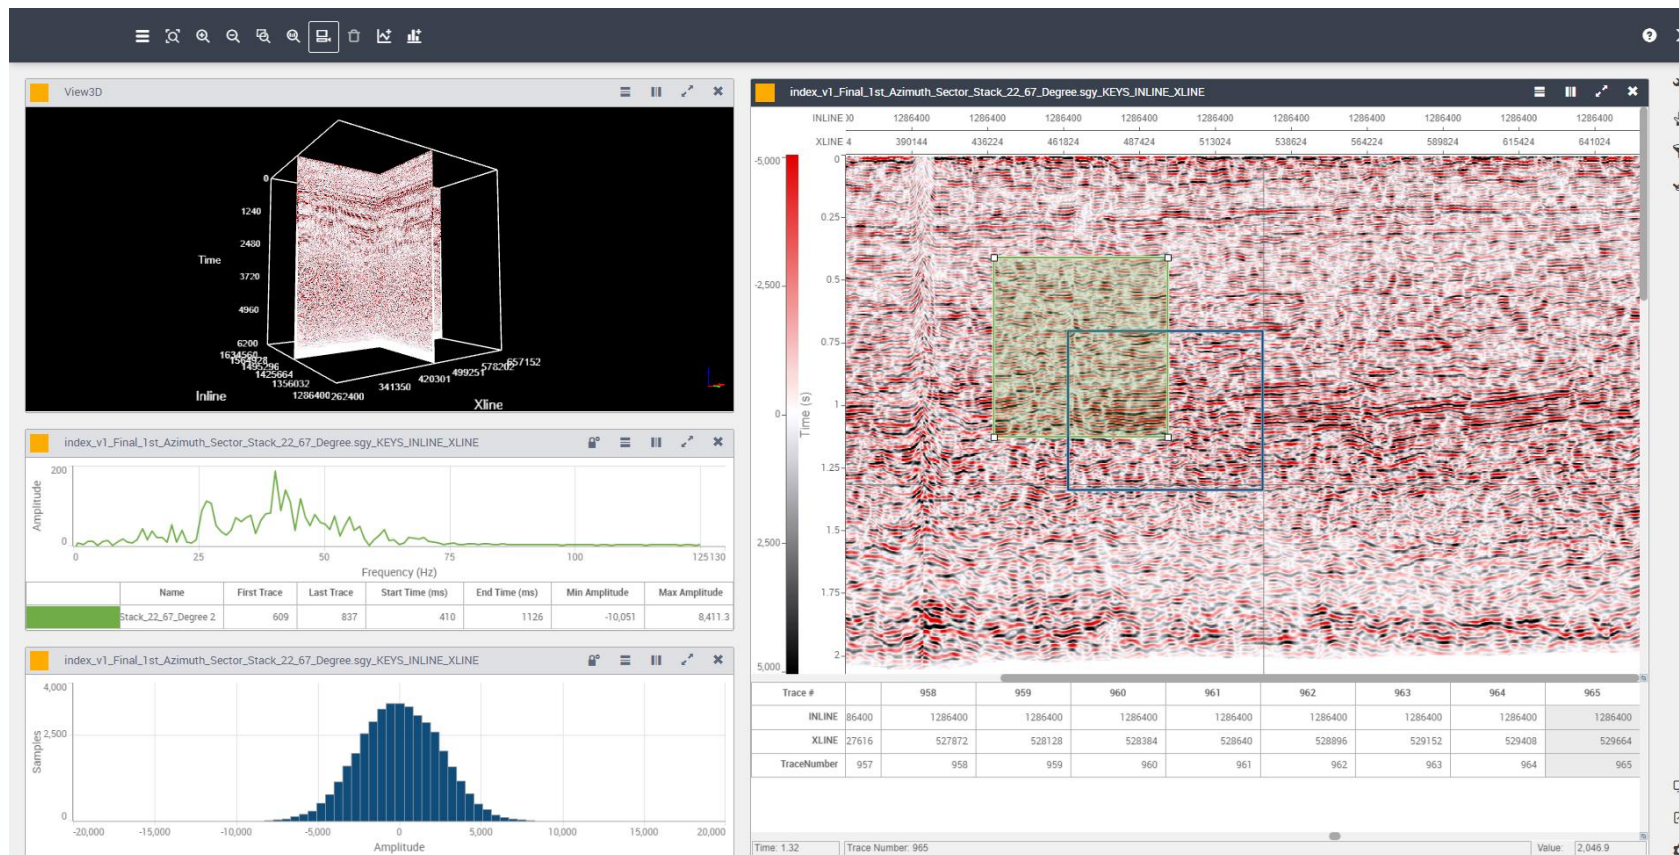 View3D
0
1240
2480
Time
3720
4960
6200
1634560
1564928
1495296
1425664
1356032
Inline
1286400 262400
341350
420301
499251
578202
657152
Xline
index_v1_Final_1st_Azimuth_Sector_Stack_22_67_Degree.sgy_KEYS_INLINE_XLINE
200
Amplitude
0
0 25 50 75 100 125 130
Frequency (Hz)
Name First Trace Last Trace Start Time (ms) End Time (ms) Min Amplitude Max Amplitude
Stack_22_67_Degree 2 609 837 410 1126 -10,051 8,411.3
index_v1_Final_1st_Azimuth_Sector_Stack_22_67_Degree.sgy_KEYS_INLINE_XLINE
4,000
2,500
Samples
0
-20,000 -15,000 -10,000 -5,000 0 5,000 10,000 15,000 20,000
Amplitude
index_v1_Final_1st_Azimuth_Sector_Stack_22_67_Degree.sgy_KEYS_INLINE_XLINE
INLINE 1286400 1286400 1286400 1286400 1286400 1286400 1286400 1286400 1286400 1286400
XLINE 4 390144 436224 461824 487424 513024 538624 564224 589824 615424 641024
-5,000
-2,500
0
2,500
5,000
Time (s)
0
0.25
0.5
0.75
1
1.25
1.5
1.75
2
Trace # 958 959 960 961 962 963 964 965
INLINE 86400 1286400 1286400 1286400 1286400 1286400 1286400 1286400 1286400
XLINE 27616 527872 528128 528384 528640 528896 529152 529408 529664
TraceNumber 957 958 959 960 961 962 963 964 965
Time: 1.32 Trace Number: 965 Value: 2,046.9